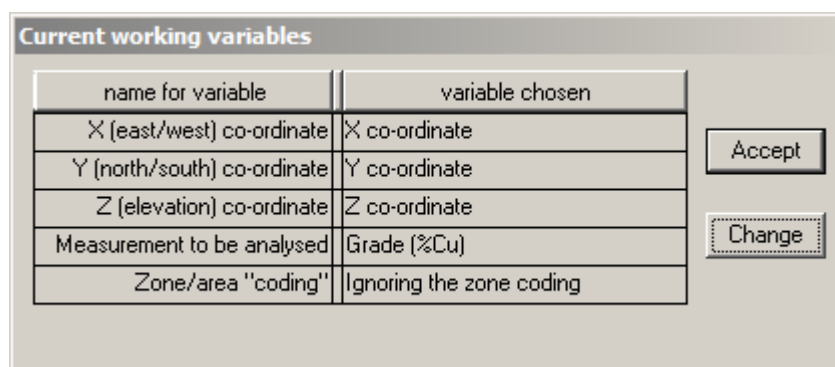 Current working variables
name for variable variable chosen
X (east/west) co-ordinate X co-ordinate
Y (north/south) co-ordinate Y co-ordinate
Z (elevation) co-ordinate Z co-ordinate
Measurement to be analysed Grade (%Cu)
Zone/area "coding" Ignoring the zone coding
Accept
Change